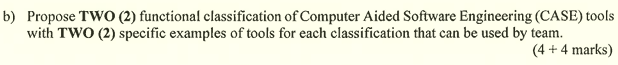 b) Propose TWO (2) functional classification of Computer Aided Software Engineering (CASE) tools
with TWO (2) specific examples of tools for each classification that can be used by team.
(4 + 4 marks)